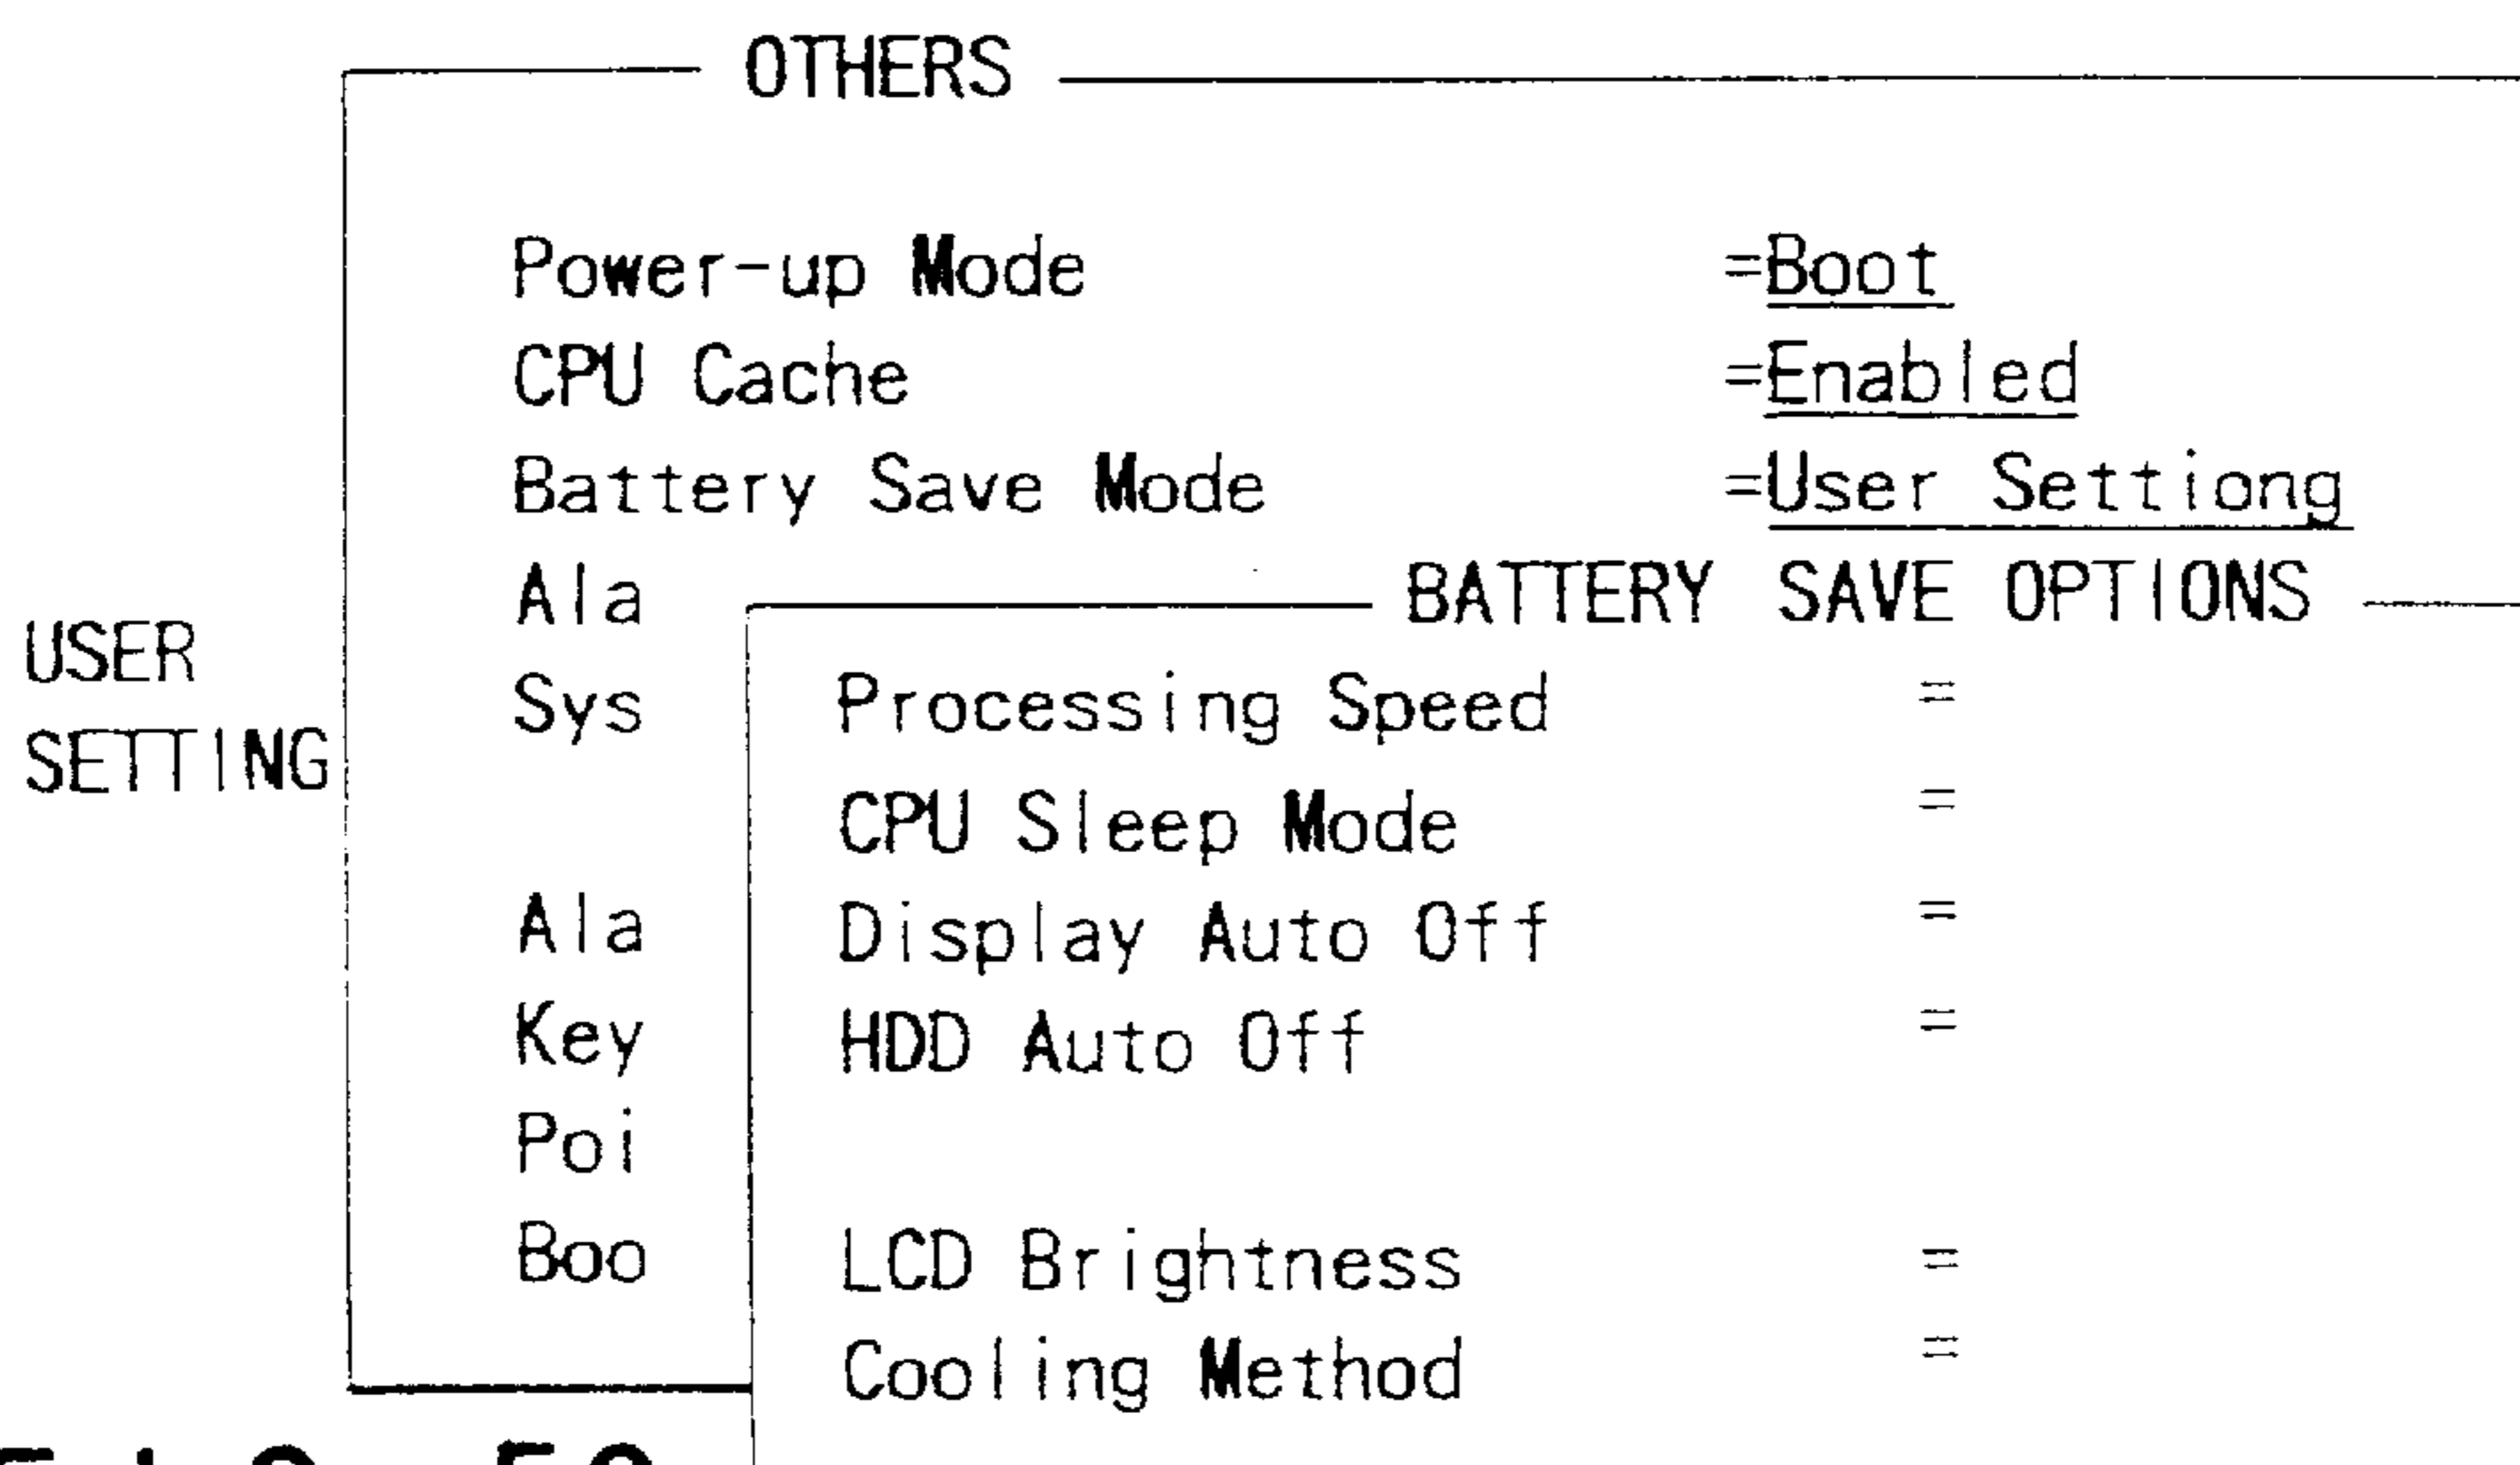 OTHERS
Power-up Mode =Boot
CPU Cache =Enabled
Battery Save Mode =User Settiong
Ala
BATTERY SAVE OPTIONS
USER
SETTING
Sys
Processing Speed =
CPU Sleep Mode =
Ala
Display Auto Off =
Key
HDD Auto Off =
Poi
Boo
LCD Brightness =
Cooling Method =